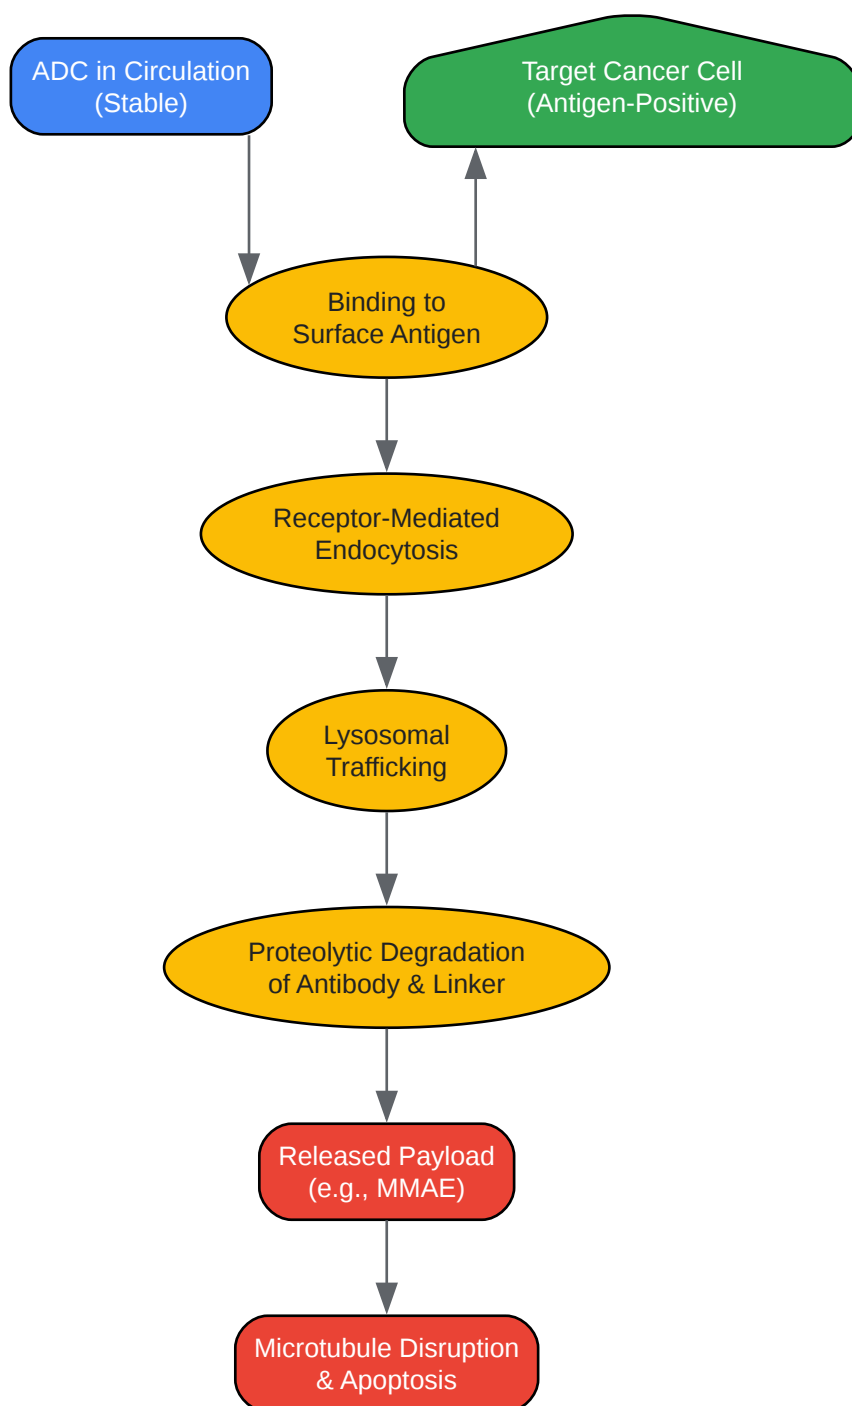 ADC in Circulation
(Stable)
Target Cancer Cell
(Antigen-Positive)
Binding to
Surface Antigen
Receptor-Mediated
Endocytosis
Lysosomal
Trafficking
Proteolytic Degradation
of Antibody & Linker
Released Payload
(e.g., MMAE)
Microtubule Disruption
& Apoptosis